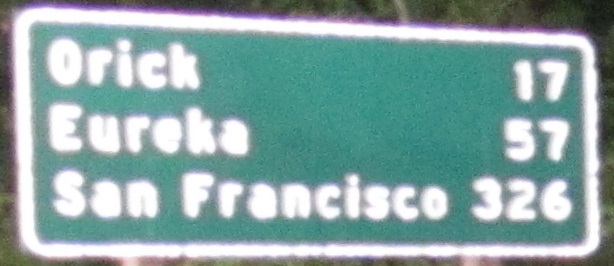 Orick 17
Eureka 57
San Francisco 326